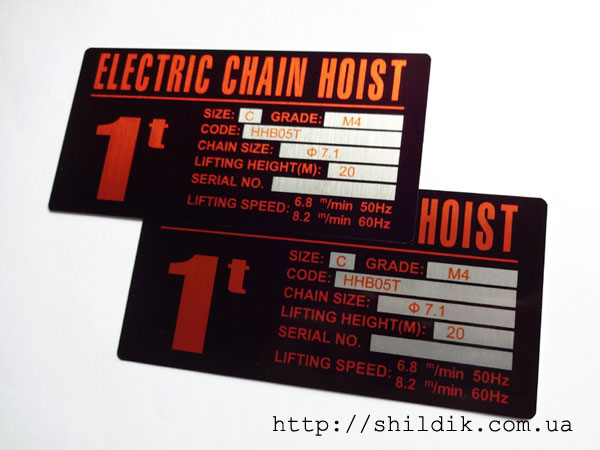 ELECTRIC CHAIN HOIST
1t
SIZE: C GRADE: M4
CODE: HHB05T
CHAIN SIZE: Φ 7.1
LIFTING HEIGHT(M): 20
SERIAL NO.
LIFTING SPEED: 6.8 m/min 50Hz
8.2 m/min 60Hz
HOIST
1t
SIZE: C GRADE: M4
CODE: HHB05T
CHAIN SIZE: Φ 7.1
LIFTING HEIGHT(M): 20
SERIAL NO.
LIFTING SPEED: 6.8 m/min 50Hz
8.2 m/min 60Hz
http://shildik.com.ua